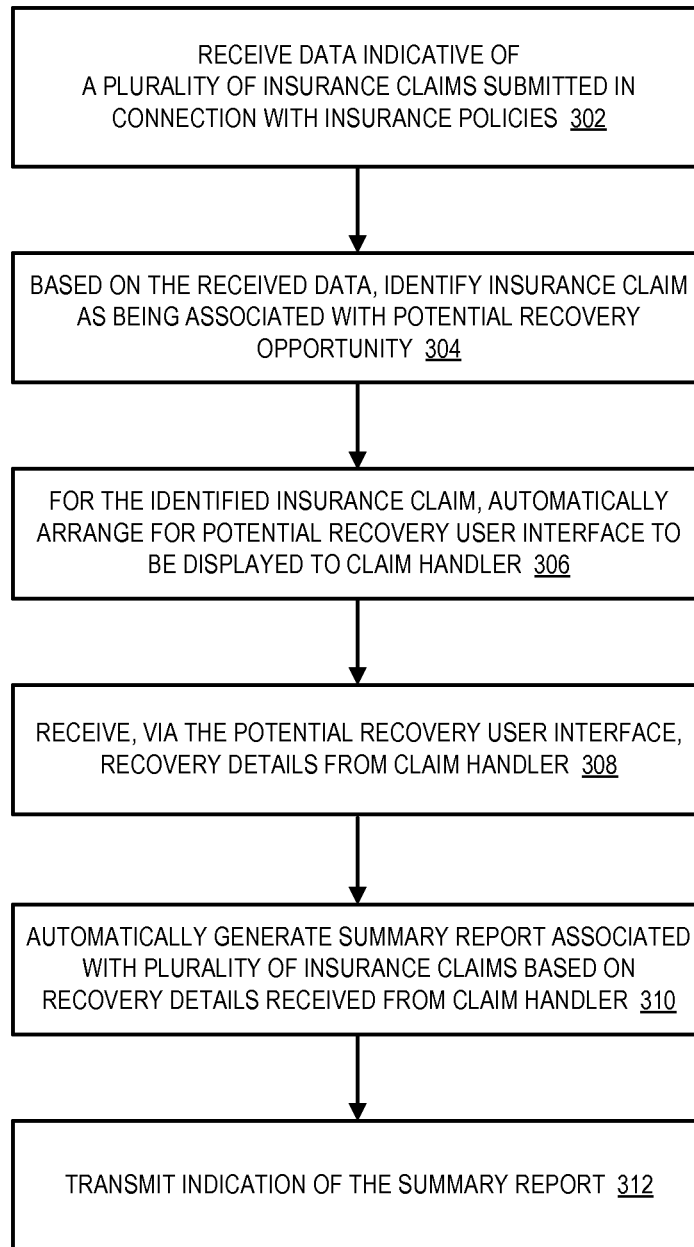 RECEIVE DATA INDICATIVE OF
A PLURALITY OF INSURANCE CLAIMS SUBMITTED IN
CONNECTION WITH INSURANCE POLICIES 302
BASED ON THE RECEIVED DATA, IDENTIFY INSURANCE CLAIM
AS BEING ASSOCIATED WITH POTENTIAL RECOVERY
OPPORTUNITY 304
FOR THE IDENTIFIED INSURANCE CLAIM, AUTOMATICALLY
ARRANGE FOR POTENTIAL RECOVERY USER INTERFACE TO
BE DISPLAYED TO CLAIM HANDLER 306
RECEIVE, VIA THE POTENTIAL RECOVERY USER INTERFACE,
RECOVERY DETAILS FROM CLAIM HANDLER 308
AUTOMATICALLY GENERATE SUMMARY REPORT ASSOCIATED
WITH PLURALITY OF INSURANCE CLAIMS BASED ON
RECOVERY DETAILS RECEIVED FROM CLAIM HANDLER 310
TRANSMIT INDICATION OF THE SUMMARY REPORT 312